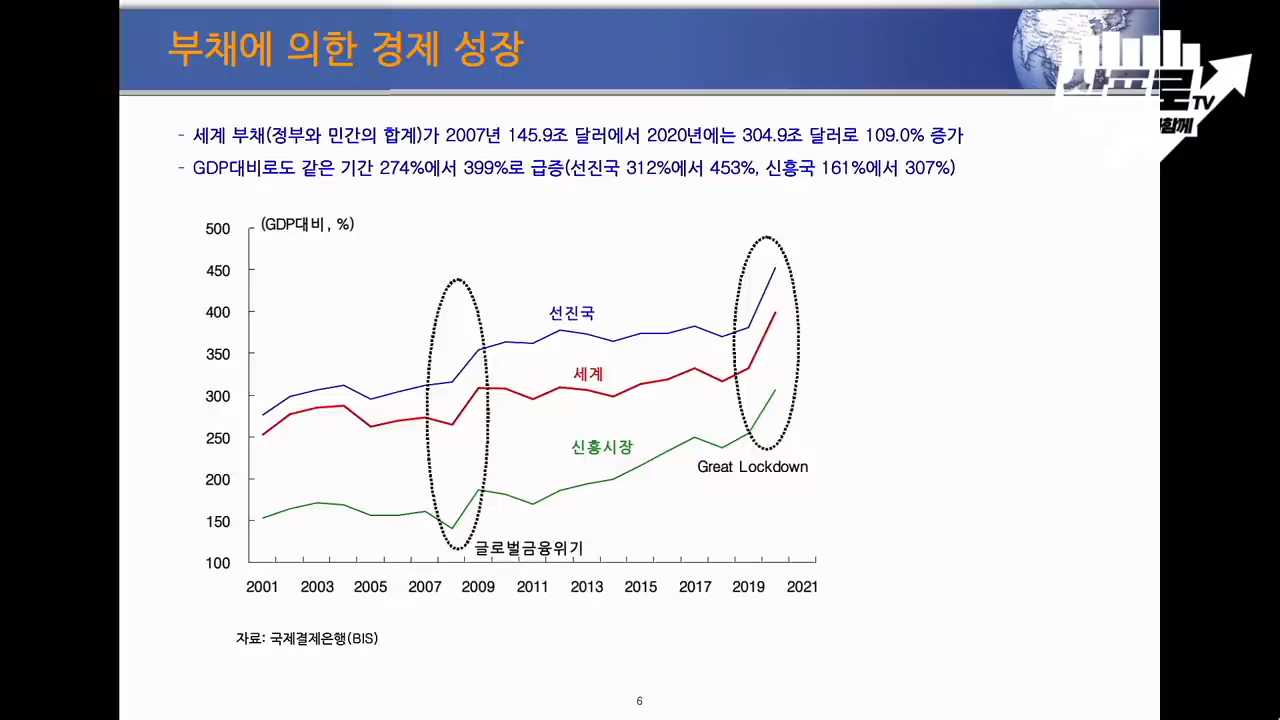 부채에 의한 경제 성장
- 세계 부채(정부와 민간의 합계)가 2007년 145.9조 달러에서 2020년에는 304.9조 달러로 109.0% 증가
- GDP대비로도 같은 기간 274%에서 399%로 급증(선진국 312%에서 453%, 신흥국 161%에서 307%)
(GDP대비, %)
500
450
400
350
300
250
200
150
100
선진국
세계
신흥시장
Great Lockdown
글로벌금융위기
2001 2003 2005 2007 2009 2011 2013 2015 2017 2019 2021
자료: 국제결제은행(BIS)
6
TV
함께